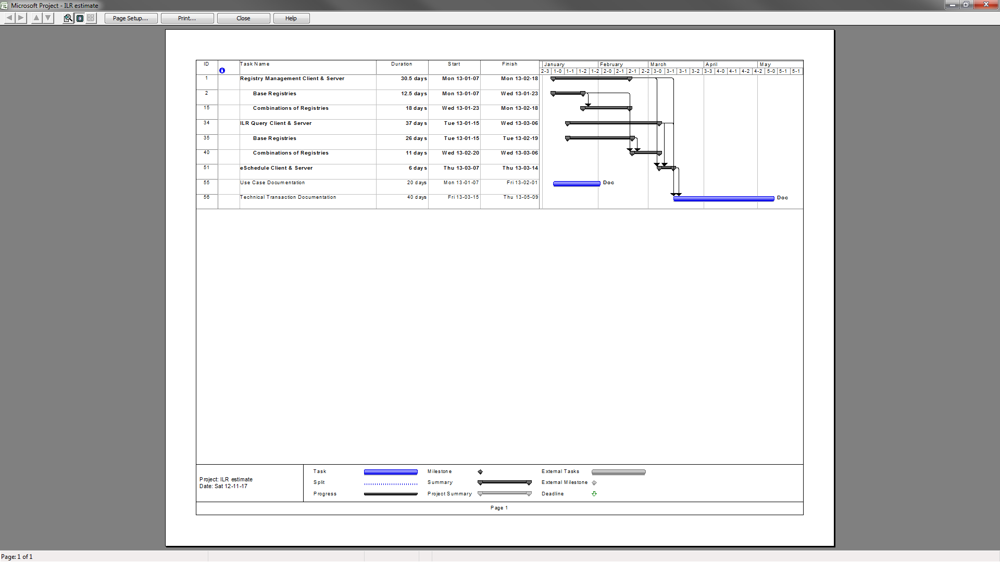 Microsoft Project - ILR estimate
Page Setup... Print... Close Help
ID Task Name Duration Start Finish January February March April May
2-3 1-0 1-1 1-2 1-2 2-0 2-1 2-1 2-2 3-0 3-1 3-1 3-2 3-3 4-0 4-1 4-2 4-2 5-0 5-1 5-1
1 Registry Management Client & Server 30.5 days Mon 13-01-07 Mon 13-02-18
2 Base Registries 12.5 days Mon 13-01-07 Wed 13-01-23
15 Combinations of Registries 18 days Wed 13-01-23 Mon 13-02-18
34 ILR Query Client & Server 37 days Tue 13-01-15 Wed 13-03-06
35 Base Registries 26 days Tue 13-01-15 Tue 13-02-19
40 Combinations of Registries 11 days Wed 13-02-20 Wed 13-03-06
51 eSchedule Client & Server 6 days Thu 13-03-07 Thu 13-03-14
55 Use Case Documentation 20 days Mon 13-01-07 Fri 13-02-01 Doc
56 Technical Transaction Documentation 40 days Fri 13-03-15 Thu 13-05-09 Doc
Project: ILR estimate
Date: Sat 12-11-17
Task Milestone External Tasks
Split Summary External Milestone
Progress Project Summary Deadline
Page 1
Page: 1 of 1